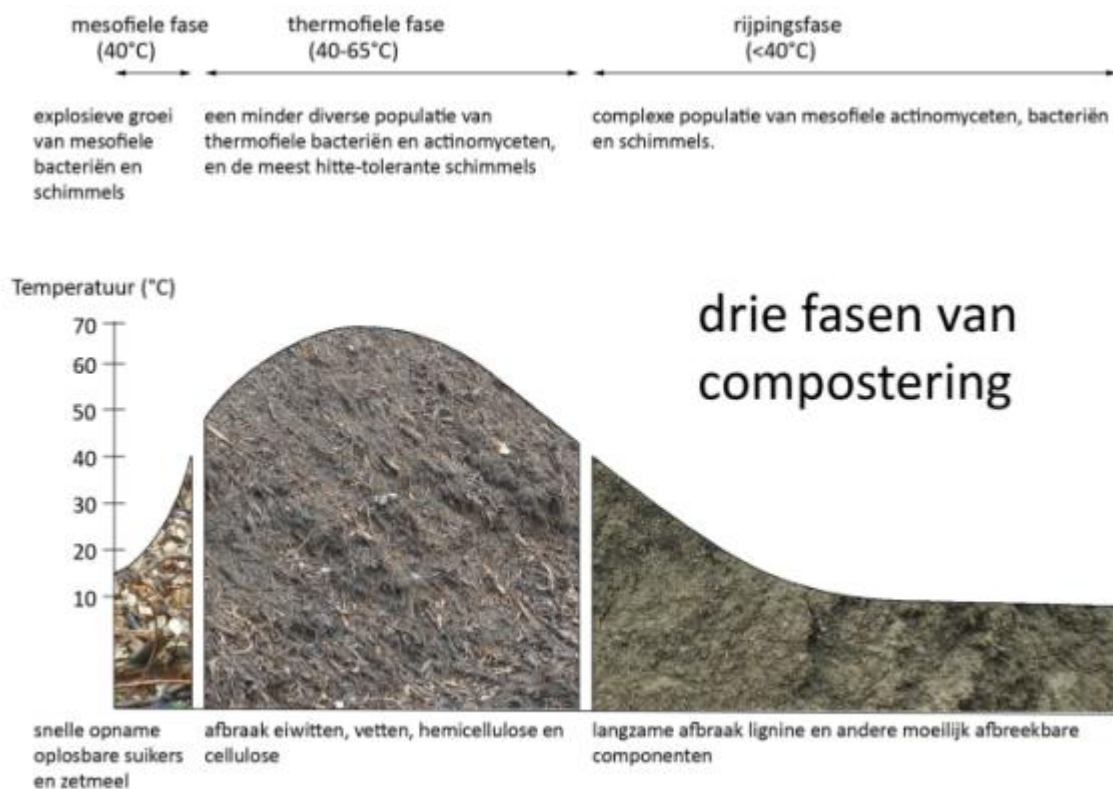 mesofiele fase
(40°C)
thermofiele fase
(40-65°C)
rijpingsfase
(<40°C)
explosieve groei
van mesofiele
bacteriën en
schimmels
een minder diverse populatie van
thermofiele bacteriën en actinomyceten,
en de meest hitte-tolerante schimmels
complexe populatie van mesofiele actinomyceten, bacteriën
en schimmels.
Temperatuur (°C)
70
60
50
40
30
20
10
drie fasen van
compostering
snelle opname
oplosbare suikers
en zetmeel
afbraak eiwitten, vetten, hemicellulose en
cellulose
langzame afbraak lignine en andere moeilijk afbreekbare
componenten